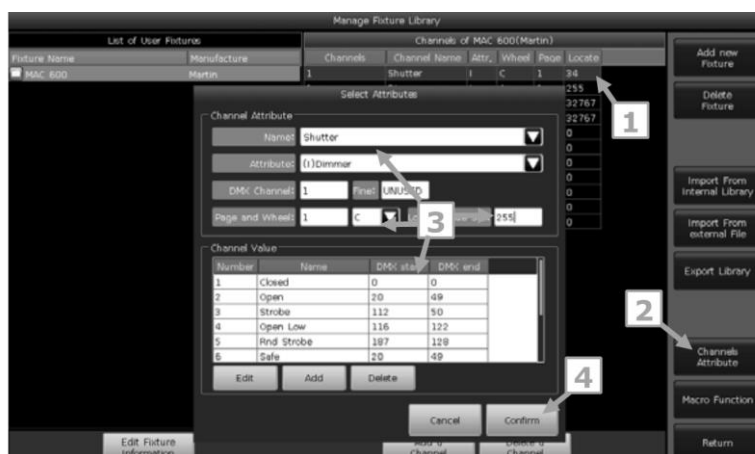 Manage Fixture Library
List of User Fixtures
Channels of MAC 600(Martin)
Fixture Name Manufacture
Channels Channel Name Attr, Wheel Page Locate
MAC 600 Martin
1 Shutter I C 1 34
255
32767
32767
0
0
0
0
0
0
0
Select Attributes
Channel Attribute
Name: Shutter
Attribute: (I)Dimmer
DMX Channel: 1 Fine: UNUSED
Page and Wheel: 1 C 255
Channel Value
Number Name DMX start DMX end
1 Closed 0 0
2 Open 20 49
3 Strobe 112 50
4 Open Low 116 122
5 Rnd Strobe 187 128
6 Safe 20 49
Edit Add Delete
Cancel Confirm
Edit Fixture
Information
Add a
Channel
Delete a
Channel
Add new
Fixture
Delete
Fixture
Import From
Internal Library
Import From
external File
Export Library
Channels
Attribute
Macro Function
Return
1
2
3
4